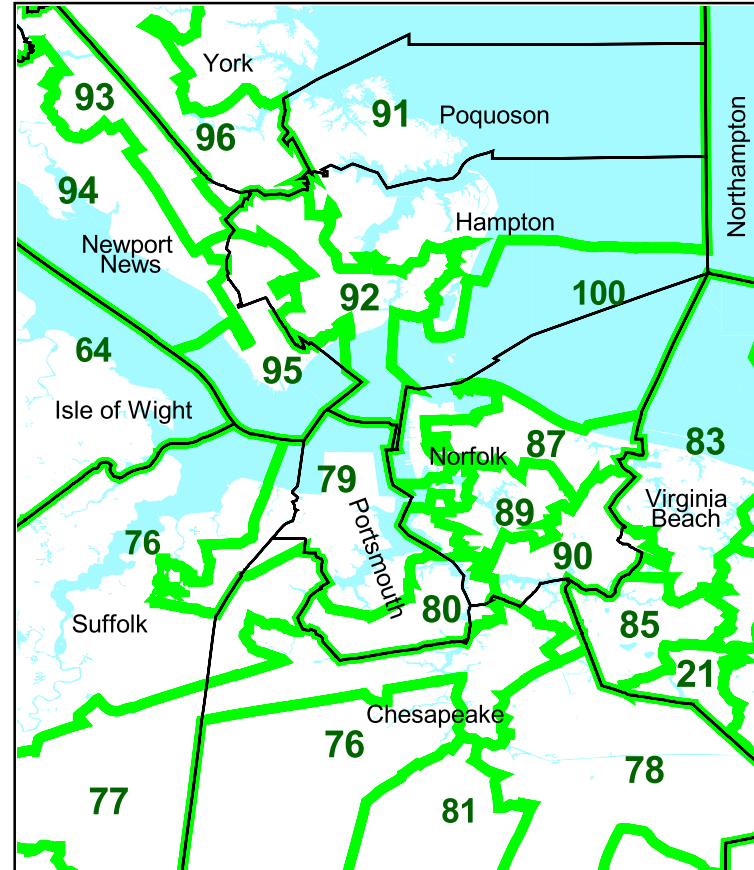 York
93
91
Poquoson
96
Northampton
94
Hampton
Newport
News
92
100
64
95
Isle of Wight
87
83
Norfolk
79
Virginia
Beach
89
76
Portsmouth
90
80
Suffolk
85
21
Chesapeake
76
78
77
81